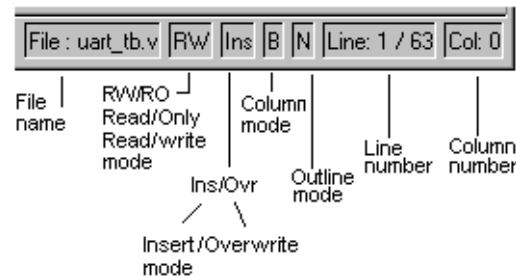 File : uart_tb.v RW Ins B N Line: 1 / 63 Col: 0
File
name
RW/RO
Read/Only
Read/write
mode
Column
mode
Ins/Ovr
Insert/Overwrite
mode
Outline
mode
Line
number
Column
number